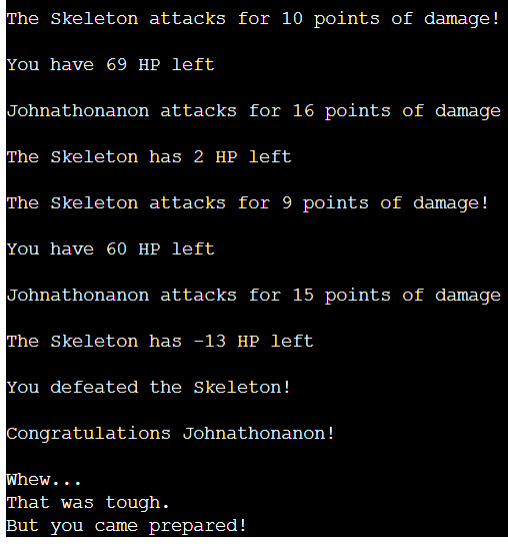 The Skeleton attacks for 10 points of damage!
You have 69 HP left
Johnathonanon attacks for 16 points of damage
The Skeleton has 2 HP left
The Skeleton attacks for 9 points of damage!
You have 60 HP left
Johnathonanon attacks for 15 points of damage
The Skeleton has -13 HP left
You defeated the Skeleton!
Congratulations Johnathonanon!
Whew...
That was tough.
But you came prepared!